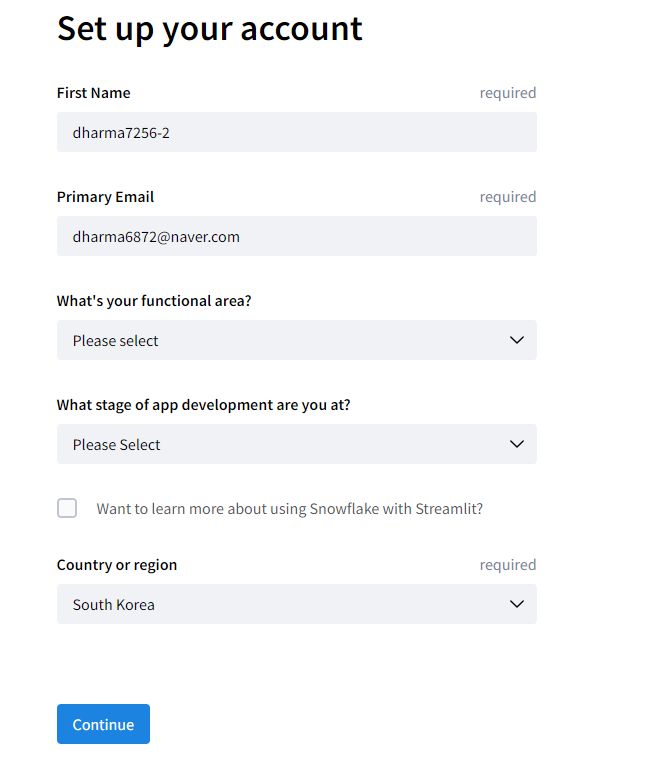 Set up your account
First Name required
dharma7256-2
Primary Email required
dharma6872@naver.com
What's your functional area?
Please select
What stage of app development are you at?
Please Select
Want to learn more about using Snowflake with Streamlit?
Country or region required
South Korea
Continue